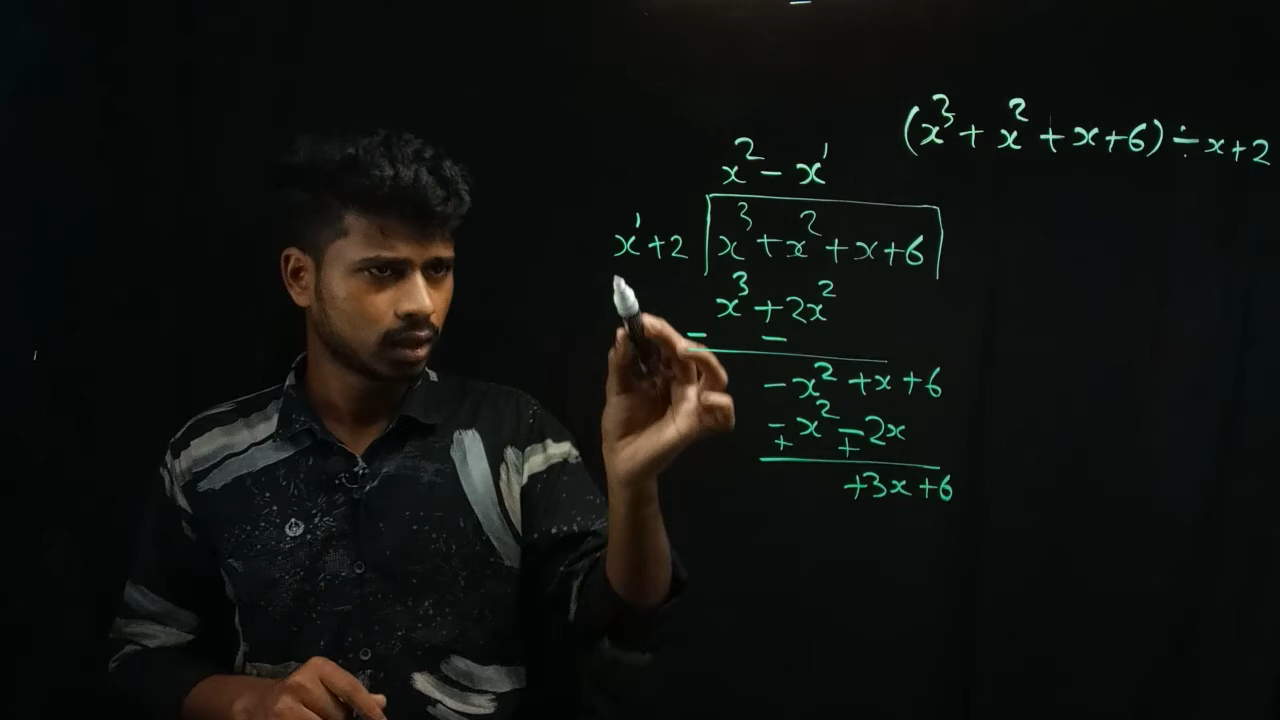 (x³ + x² + x + 6) ÷ x + 2
x² - x¹
x¹ + 2 x³ + x² + x + 6
x³ + 2x²
- -
- x² + x + 6
- x² - 2x
+ +
+3x + 6